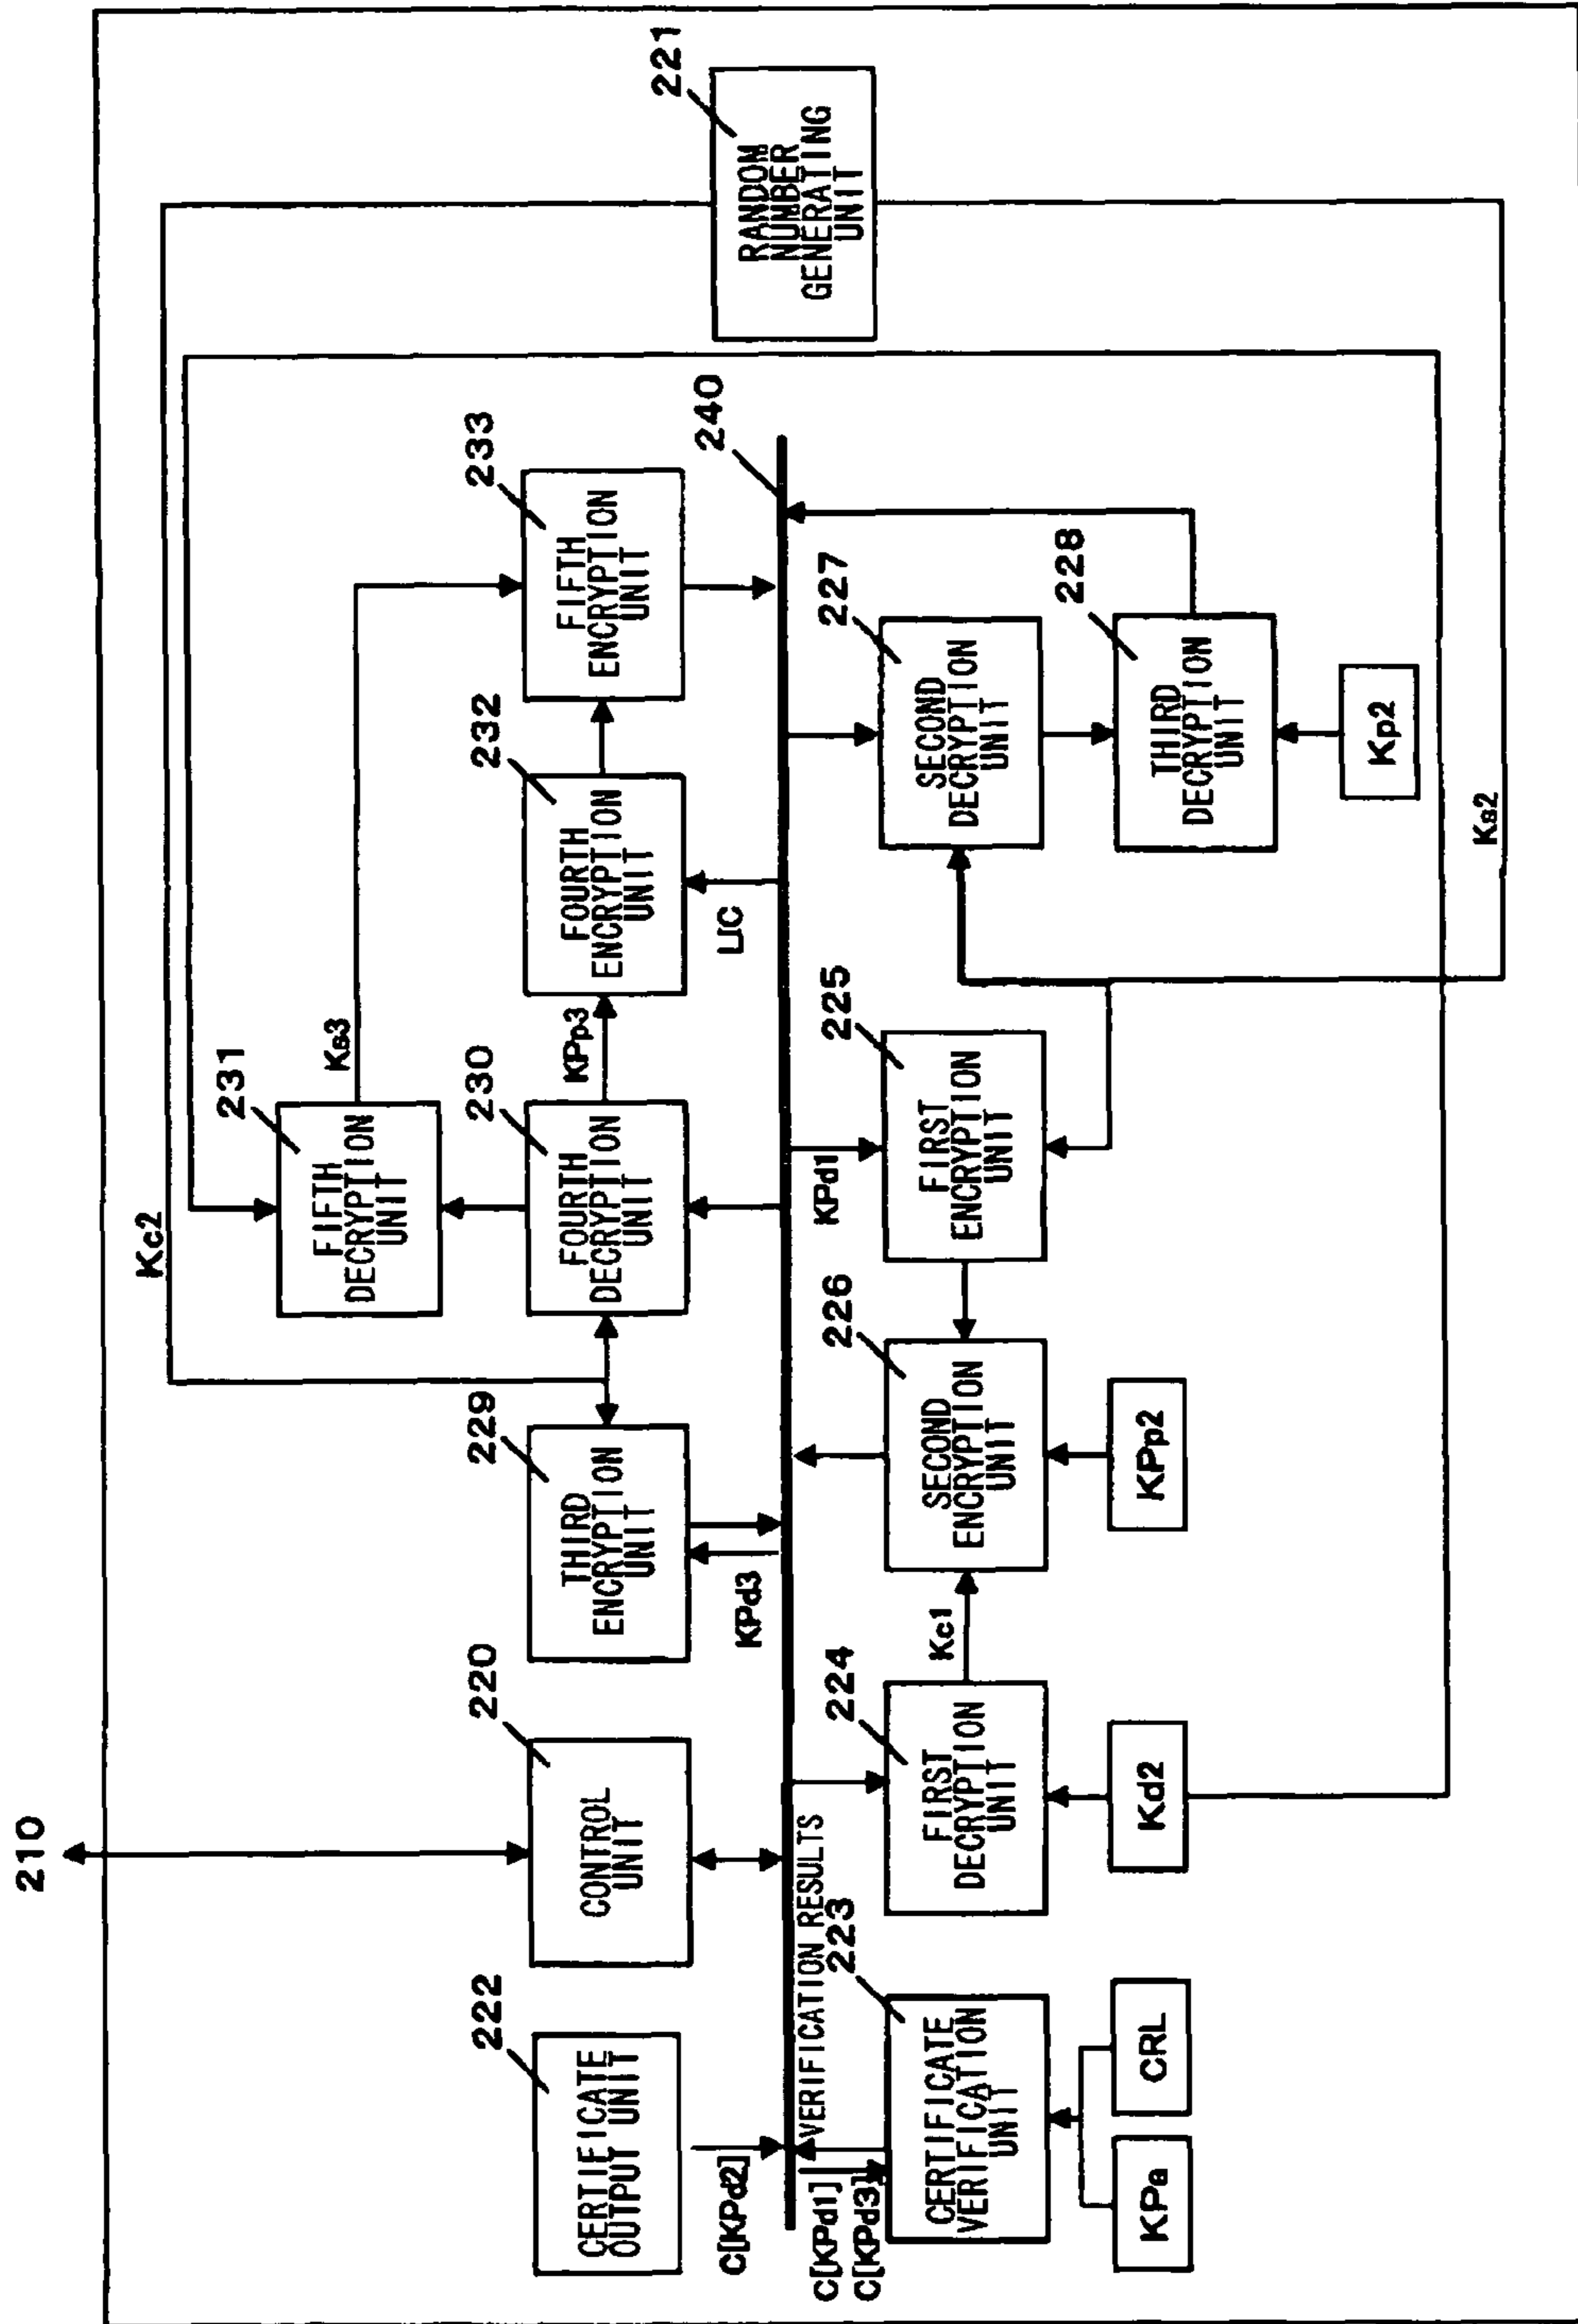 210
222
CERTIFICATE
OUTPUT UNIT
C[KPd2]
220
CONTROL
UNIT
229
THIRD
ENCRYPTION
UNIT
KPd3
Kc2
231
FIFTH
DECRYPTION
UNIT
Ks3
230
FOURTH
DECRYPTION
UNIT
KPp3
232
FOURTH
ENCRYPTION
UNIT
LIC
233
FIFTH
ENCRYPTION
UNIT
240
221
RANDOM
NUMBER
GENERATING
UNIT
VERIFICATION RESULTS
C[KPd1]
C[KPd3]
223
CERTIFICATE
VERIFICATION
UNIT
KPa
CRL
224
FIRST
DECRYPTION
UNIT
Kd2
Kc1
226
SECOND
ENCRYPTION
UNIT
KPp2
KPd1
225
FIRST
ENCRYPTION
UNIT
227
SECOND
DECRYPTION
UNIT
228
THIRD
DECRYPTION
UNIT
Kp2
Ks2